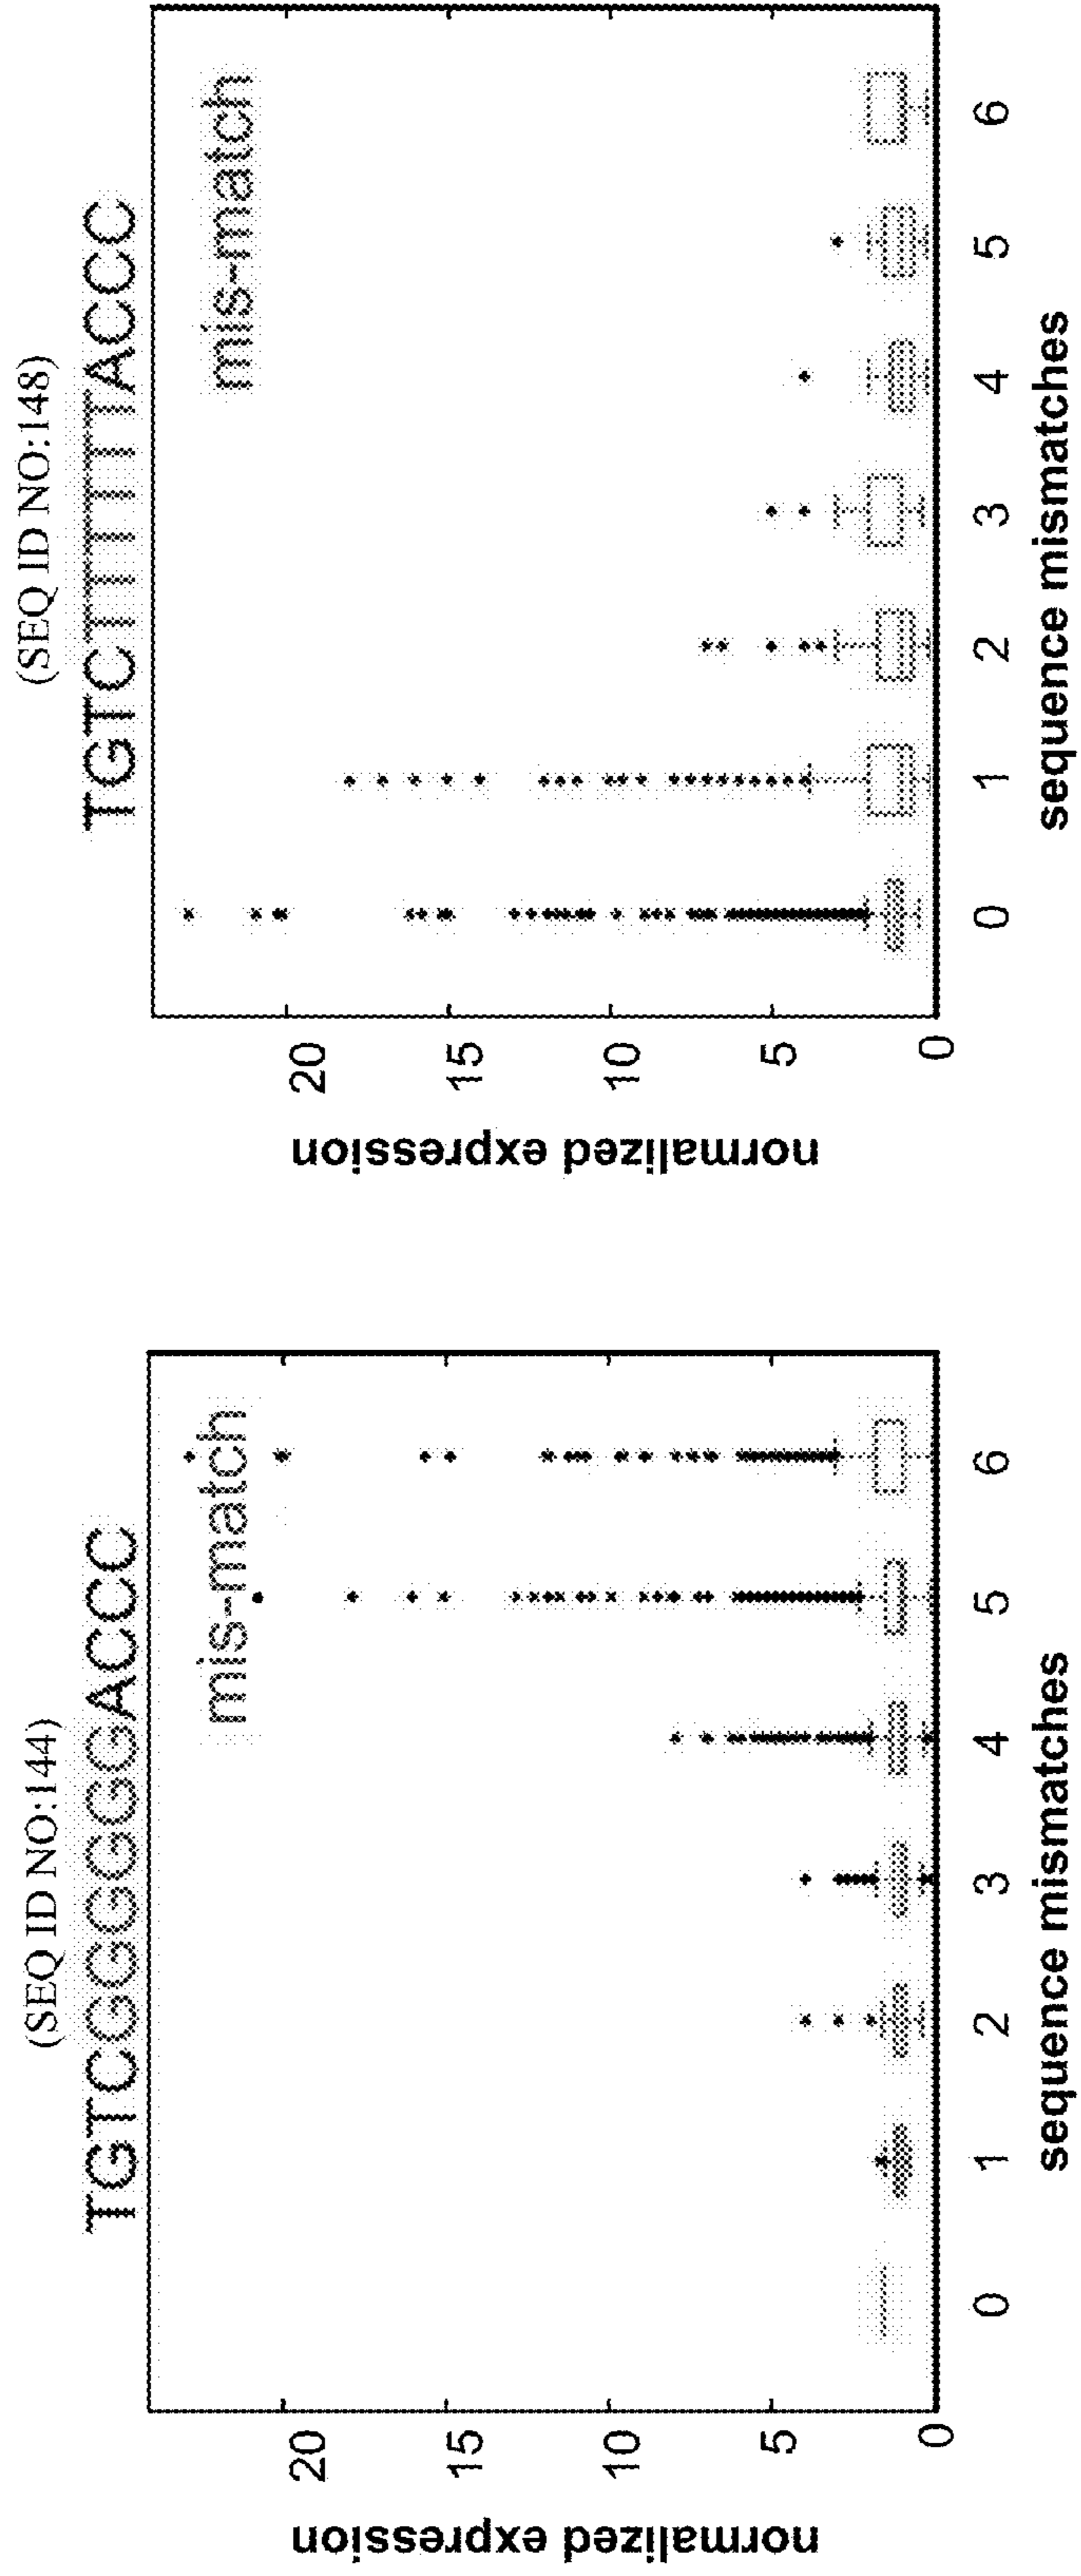 (SEQ ID NO:144)
TGTCGGGGGGACCC
mis-match
normalized expression
20
15
10
5
0
0 1 2 3 4 5 6
sequence mismatches
(SEQ ID NO:148)
TGTCTTTTTTACCC
mis-match
normalized expression
20
15
10
5
0
0 1 2 3 4 5 6
sequence mismatches